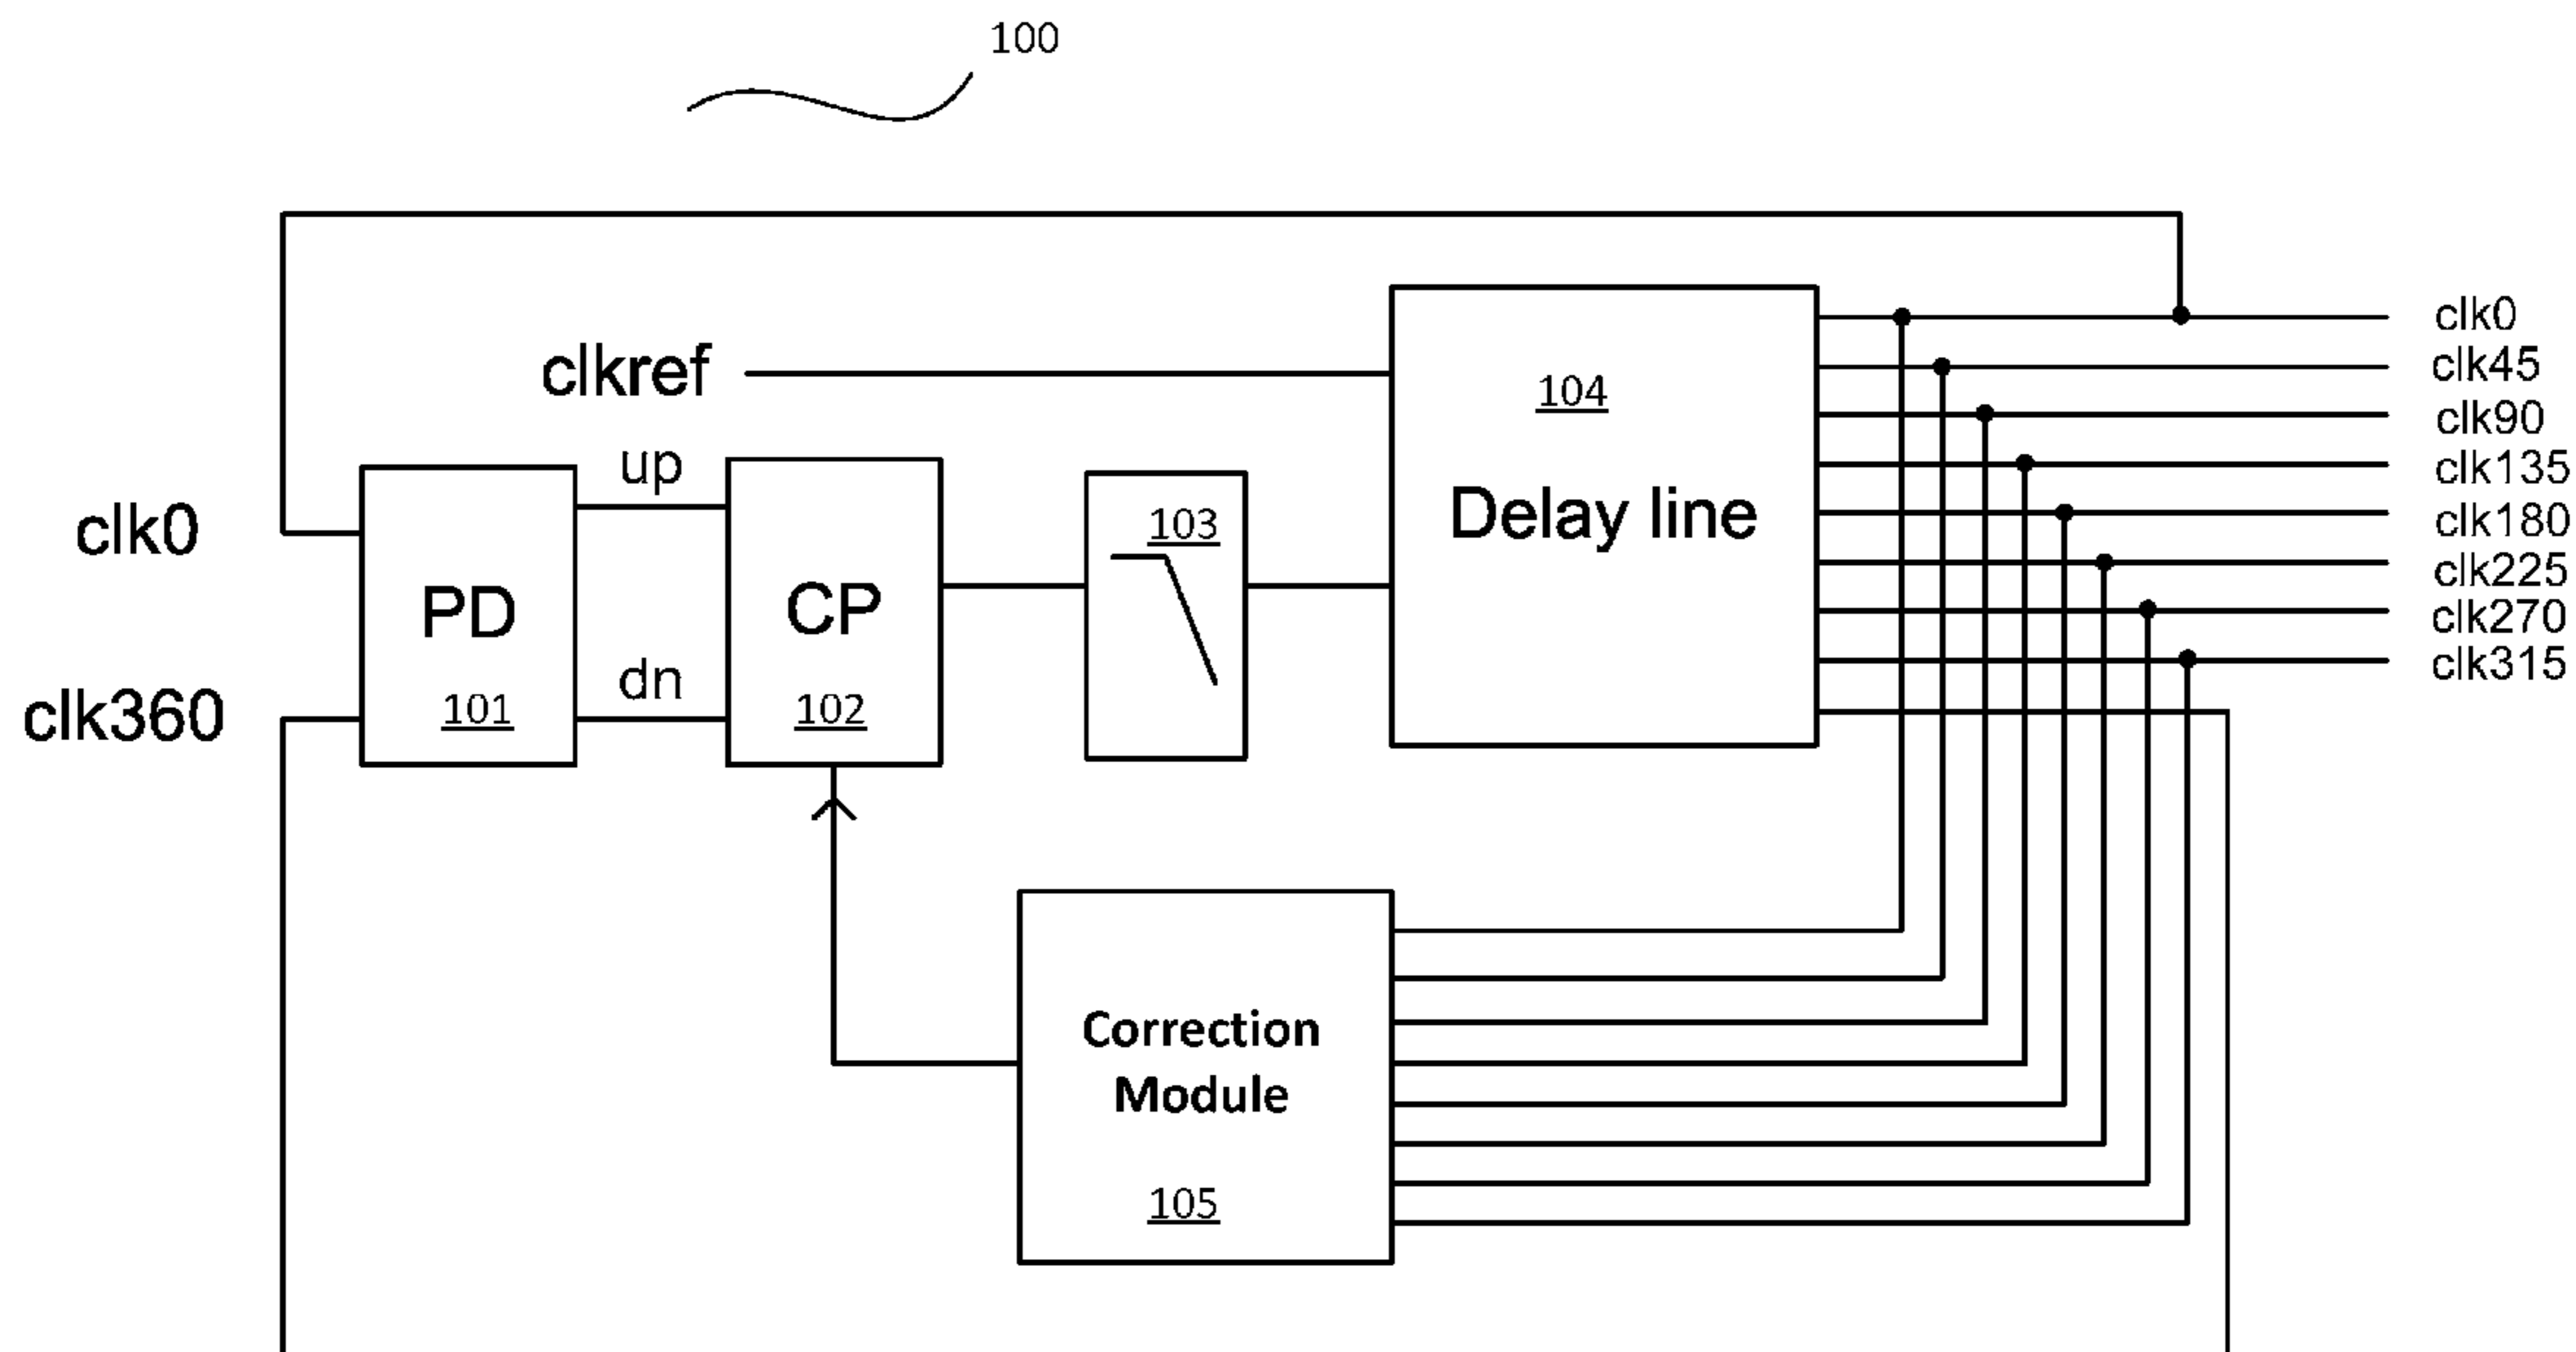 100
clk0
clkref
104
clk45
clk90
up
103
clk135
clk0
Delay line
clk180
PD
CP
clk225
clk270
clk360
dn
clk315
101
102
Correction
Module
105